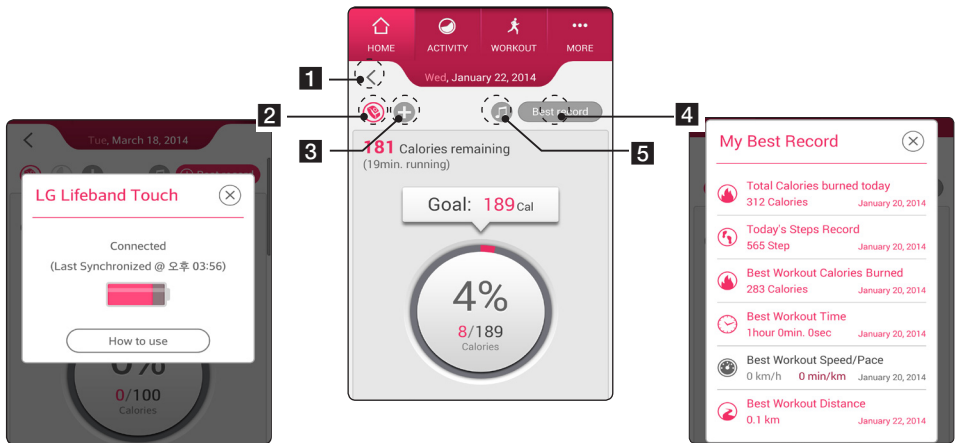 Tue, March 18, 2014
LG Lifeband Touch
Connected
(Last Synchronized @ 오후 03:56)
How to use
0%
0/100
Calories
1
2
3
HOME
ACTIVITY
WORKOUT
MORE
Wed, January 22, 2014
Best record
4
5
181 Calories remaining
(19min. running)
Goal: 189 Cal
4%
8/189
Calories
My Best Record
Total Calories burned today
312 Calories January 20, 2014
Today's Steps Record
565 Step January 20, 2014
Best Workout Calories Burned
283 Calories January 20, 2014
Best Workout Time
1hour 0min. 0sec January 20, 2014
Best Workout Speed/Pace
0 km/h 0 min/km January 20, 2014
Best Workout Distance
0.1 km January 22, 2014